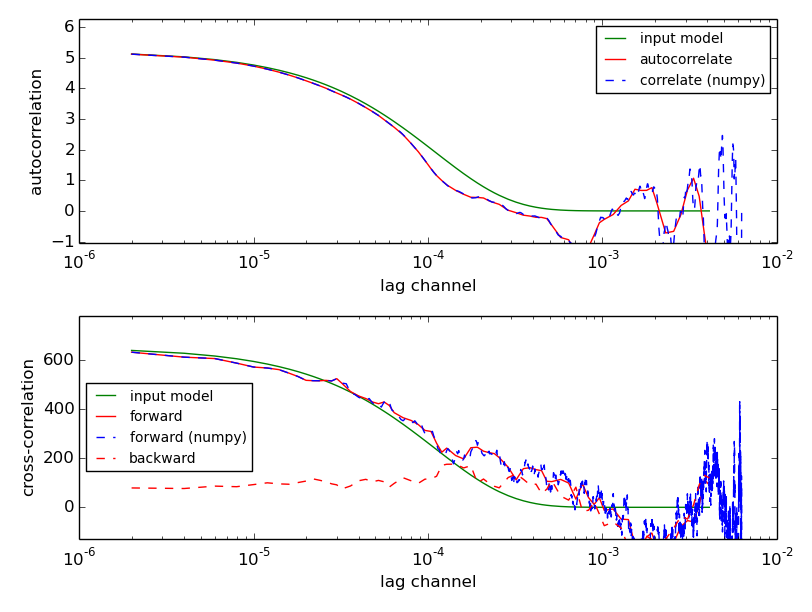 6
5
4
3
2
1
0
−1
autocorrelation
input model
autocorrelate
correlate (numpy)
10^-6 10^-5 10^-4 10^-3 10^-2
lag channel
600
400
200
0
cross-correlation
input model
forward
forward (numpy)
backward
10^-6 10^-5 10^-4 10^-3 10^-2
lag channel